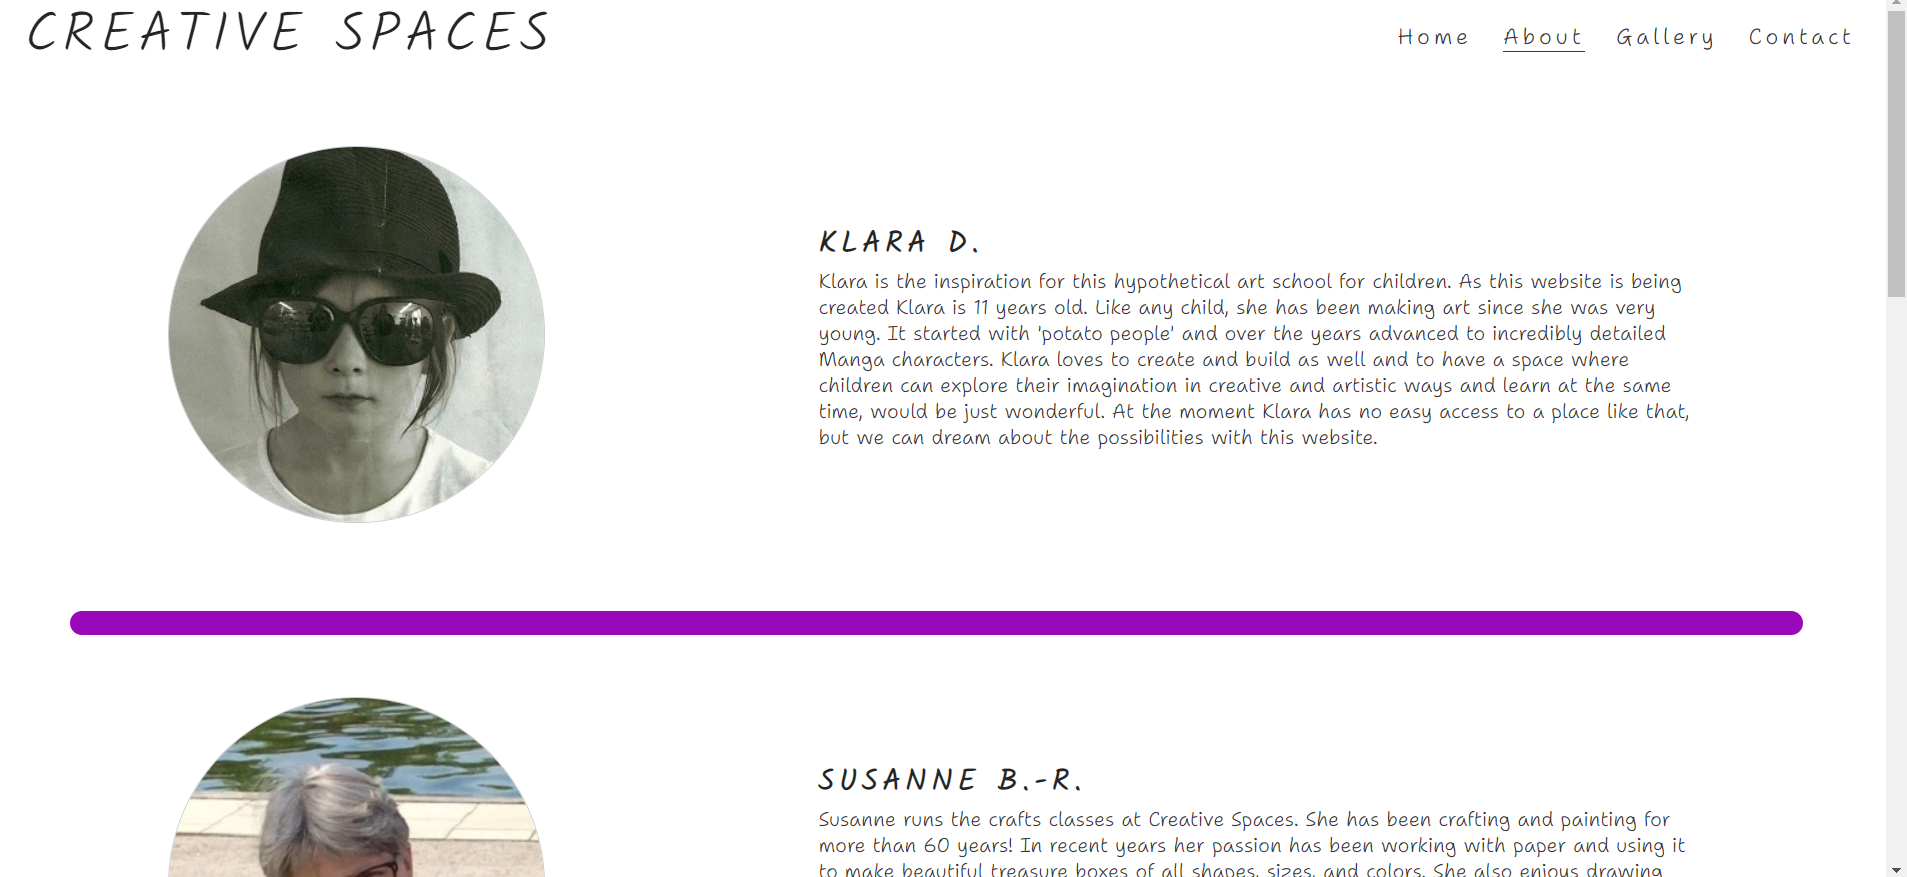 CREATIVE SPACES
Home About Gallery Contact
KLARA D.
Klara is the inspiration for this hypothetical art school for children. As this website is being
created Klara is 11 years old. Like any child, she has been making art since she was very
young. It started with 'potato people' and over the years advanced to incredibly detailed
Manga characters. Klara loves to create and build as well and to have a space where
children can explore their imagination in creative and artistic ways and learn at the same
time, would be just wonderful. At the moment Klara has no easy access to a place like that,
but we can dream about the possibilities with this website.
SUSANNE B.-R.
Susanne runs the crafts classes at Creative Spaces. She has been crafting and painting for
more than 60 years! In recent years her passion has been working with paper and using it
to make beautiful treasure boxes of all shapes, sizes, and colors. She also enjoys drawing